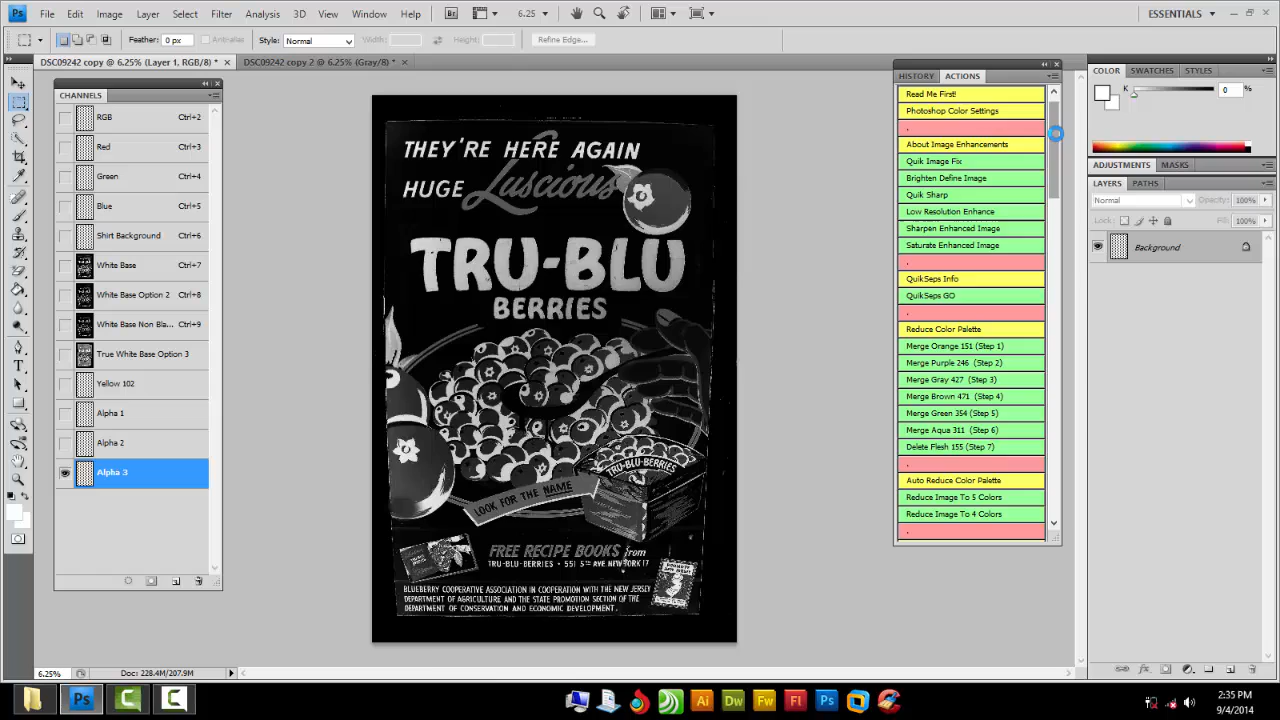 Ps File Edit Image Layer Select Filter Analysis 3D View Window Help Br 6.25 ESSENTIALS
Feather: 0 px Anti-alias Style: Normal Width: Height: Refine Edge...
DSC09242 copy @ 6.25% (Layer 1, RGB/8) * × DSC09242 copy 2 @ 6.25% (Gray/8) * ×
CHANNELS
RGB Ctrl+2
Red Ctrl+3
Green Ctrl+4
Blue Ctrl+5
Shirt Background Ctrl+6
White Base Ctrl+7
White Base Option 2 Ctrl+8
White Base Non Bla... Ctrl+9
True White Base Option 3
Yellow 102
Alpha 1
Alpha 2
Alpha 3
THEY'RE HERE AGAIN
HUGE Luscious
TRU-BLU
BERRIES
TRU-BLU-BERRIES
LOOK FOR THE NAME
FREE RECIPE BOOKS from
TRU-BLU-BERRIES • 551 5TH AVE. NEW YORK 17
BLUEBERRY COOPERATIVE ASSOCIATION IN COOPERATION WITH THE NEW JERSEY
DEPARTMENT OF AGRICULTURE AND THE STATE PROMOTION SECTION OF THE
DEPARTMENT OF CONSERVATION AND ECONOMIC DEVELOPMENT.
HISTORY ACTIONS
Read Me First!
Photoshop Color Settings
.
About Image Enhancements
Quik Image Fix
Brighten Define Image
Quik Sharp
Low Resolution Enhance
Sharpen Enhanced Image
Saturate Enhanced Image
.
QuikSeps Info
QuikSeps GO
.
Reduce Color Palette
Merge Orange 151 (Step 1)
Merge Purple 246 (Step 2)
Merge Gray 427 (Step 3)
Merge Brown 471 (Step 4)
Merge Green 354 (Step 5)
Merge Aqua 311 (Step 6)
Delete Flesh 155 (Step 7)
.
Auto Reduce Color Palette
Reduce Image To 5 Colors
Reduce Image To 4 Colors
.
COLOR SWATCHES STYLES
K 0 %
ADJUSTMENTS MASKS
LAYERS PATHS
Normal Opacity: 100%
Lock: Fill: 100%
Background
6.25% Doc: 228.4M/207.9M
Ps Ai Dw Fw Fl Ps
2:35 PM
9/4/2014